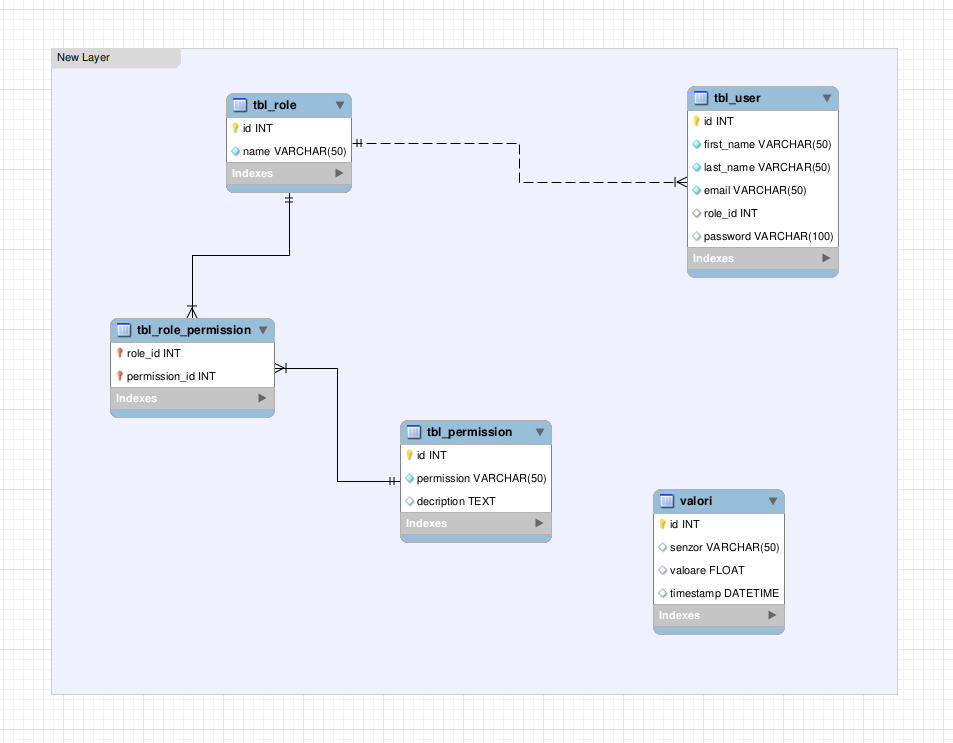 New Layer
tbl_role
id INT
name VARCHAR(50)
Indexes
tbl_user
id INT
first_name VARCHAR(50)
last_name VARCHAR(50)
email VARCHAR(50)
role_id INT
password VARCHAR(100)
Indexes
tbl_role_permission
role_id INT
permission_id INT
Indexes
tbl_permission
id INT
permission VARCHAR(50)
decription TEXT
Indexes
valori
id INT
senzor VARCHAR(50)
valoare FLOAT
timestamp DATETIME
Indexes